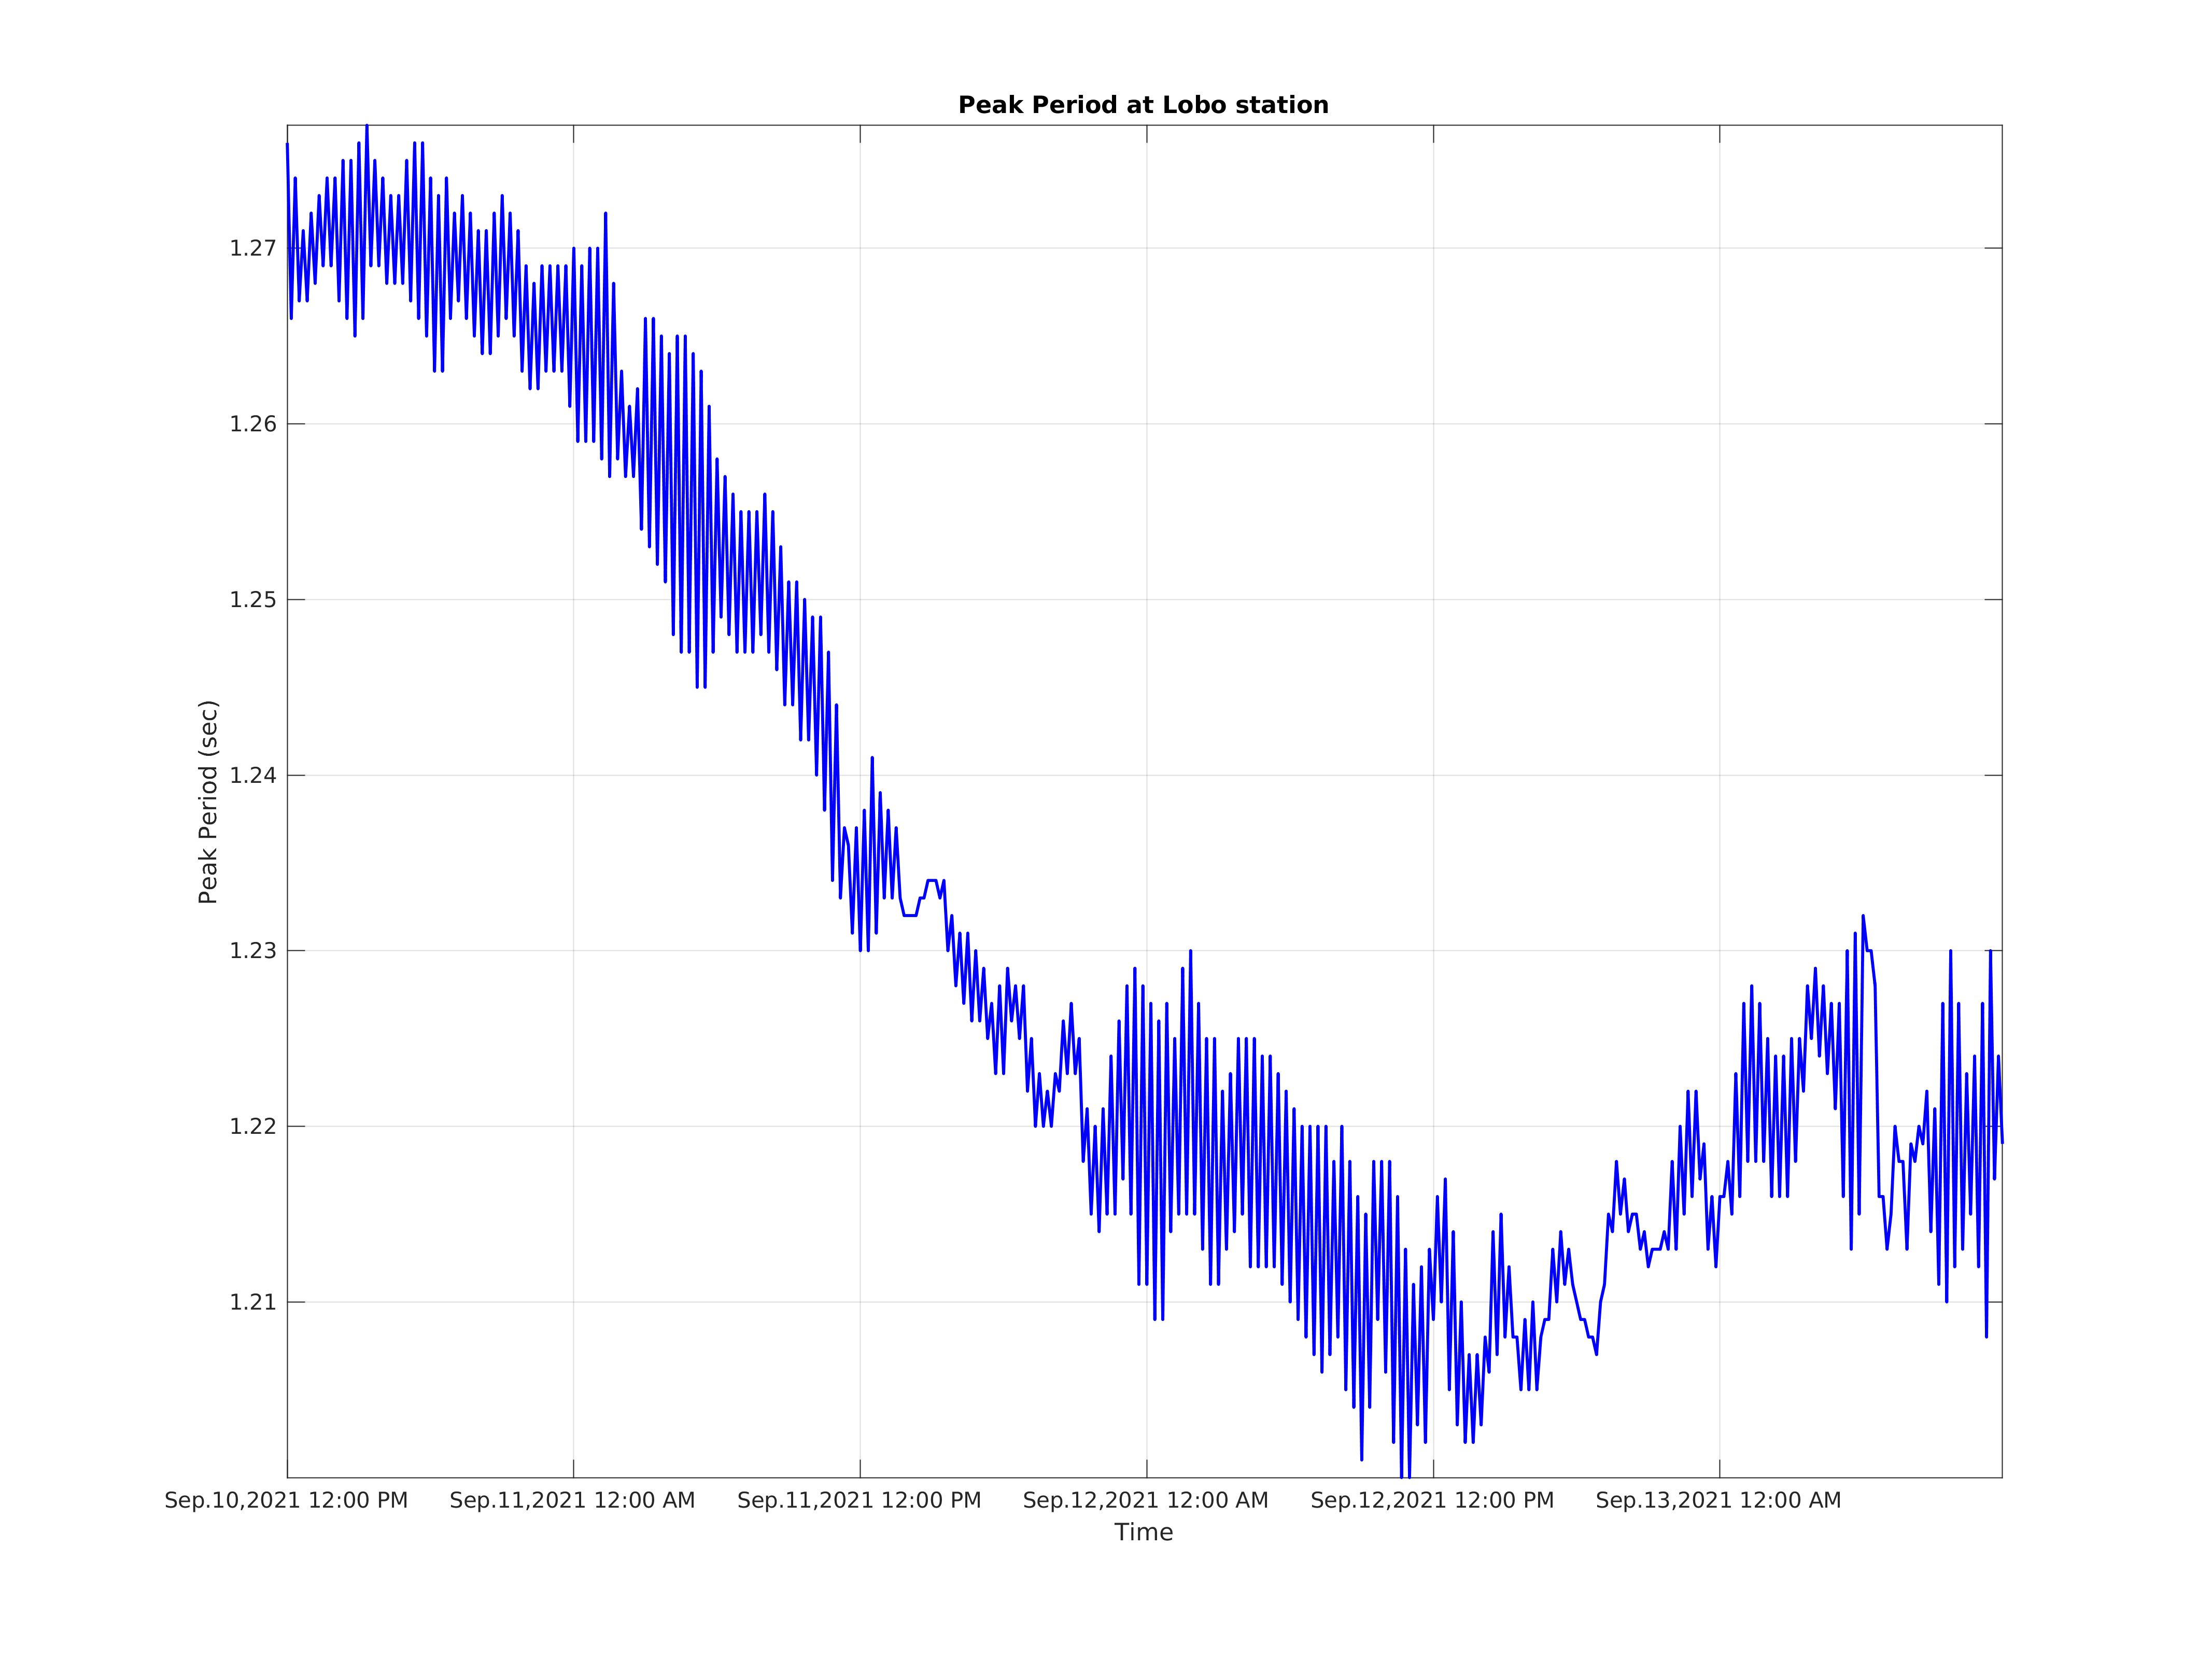 Peak Period at Lobo station
1.27
1.26
1.25
1.24
1.23
1.22
1.21
Peak Period (sec)
Sep.10,2021 12:00 PM Sep.11,2021 12:00 AM Sep.11,2021 12:00 PM Sep.12,2021 12:00 AM Sep.12,2021 12:00 PM Sep.13,2021 12:00 AM
Time